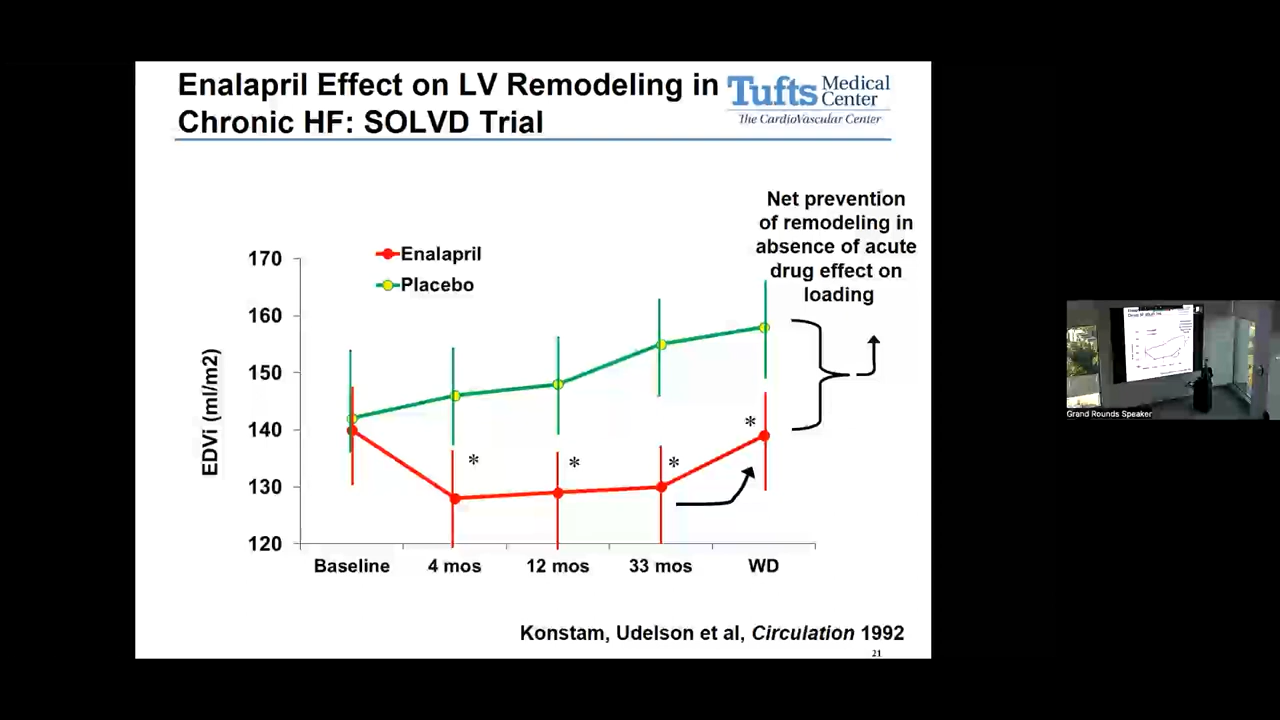 Enalapril Effect on LV Remodeling in
Chronic HF: SOLVD Trial
Tufts Medical
Center
The CardioVascular Center
Net prevention
of remodeling in
absence of acute
drug effect on
loading
Enalapril
Placebo
170
160
150
140
130
120
EDVi (ml/m2)
*
*
*
*
Baseline
4 mos
12 mos
33 mos
WD
Konstam, Udelson et al, Circulation 1992
21
Grand Rounds Speaker